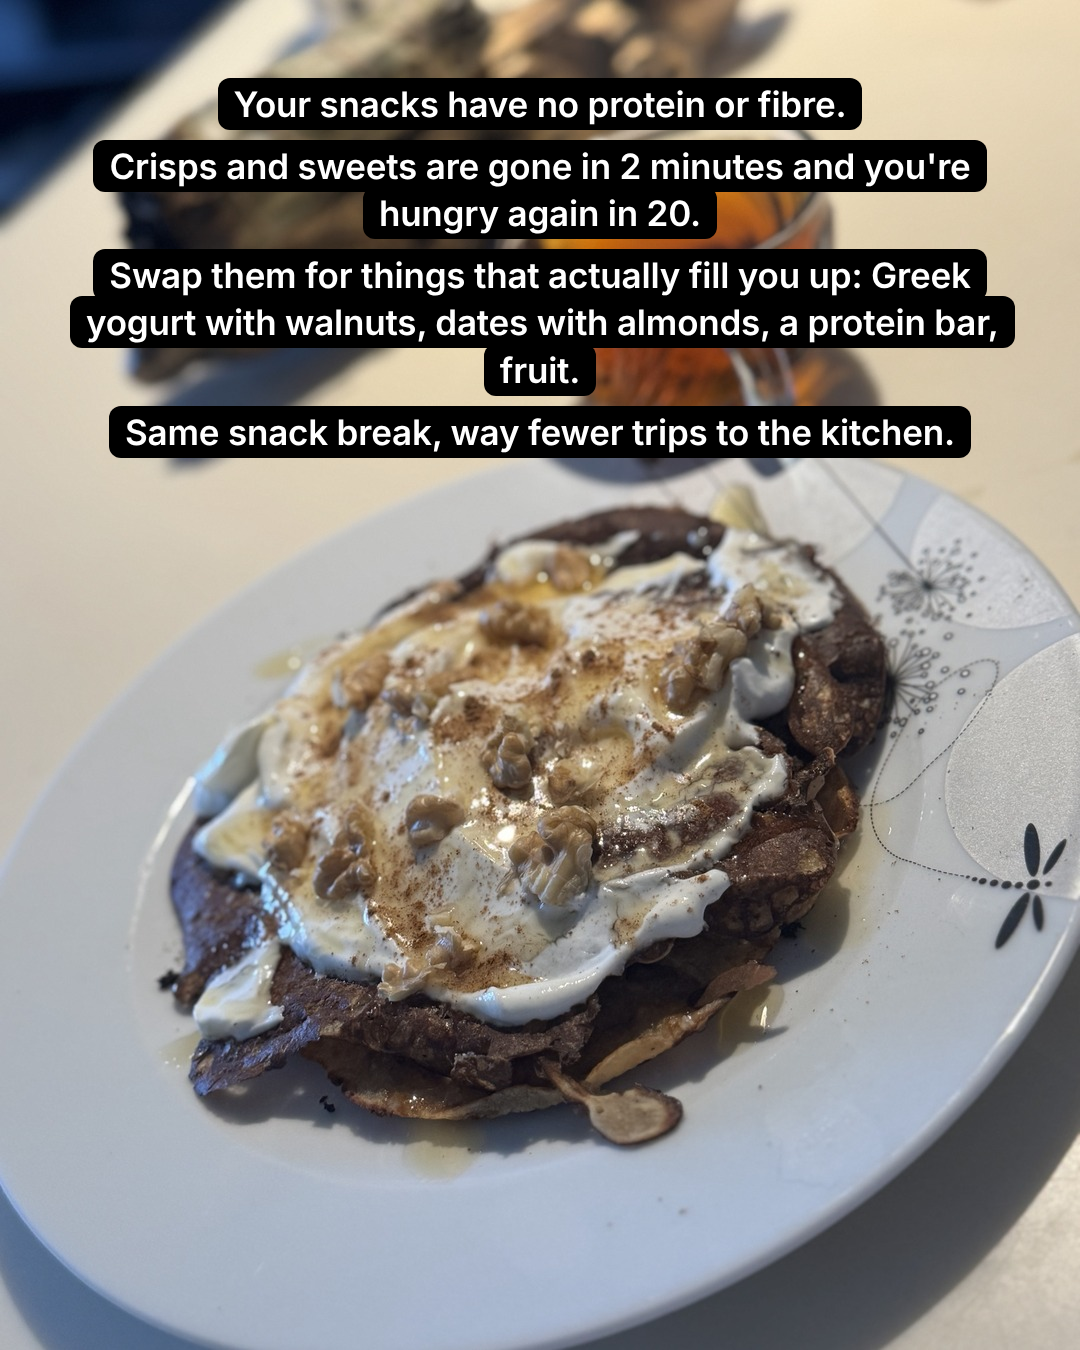 Your snacks have no protein or fibre.
Crisps and sweets are gone in 2 minutes and you're
hungry again in 20.
Swap them for things that actually fill you up: Greek
yogurt with walnuts, dates with almonds, a protein bar,
fruit.
Same snack break, way fewer trips to the kitchen.